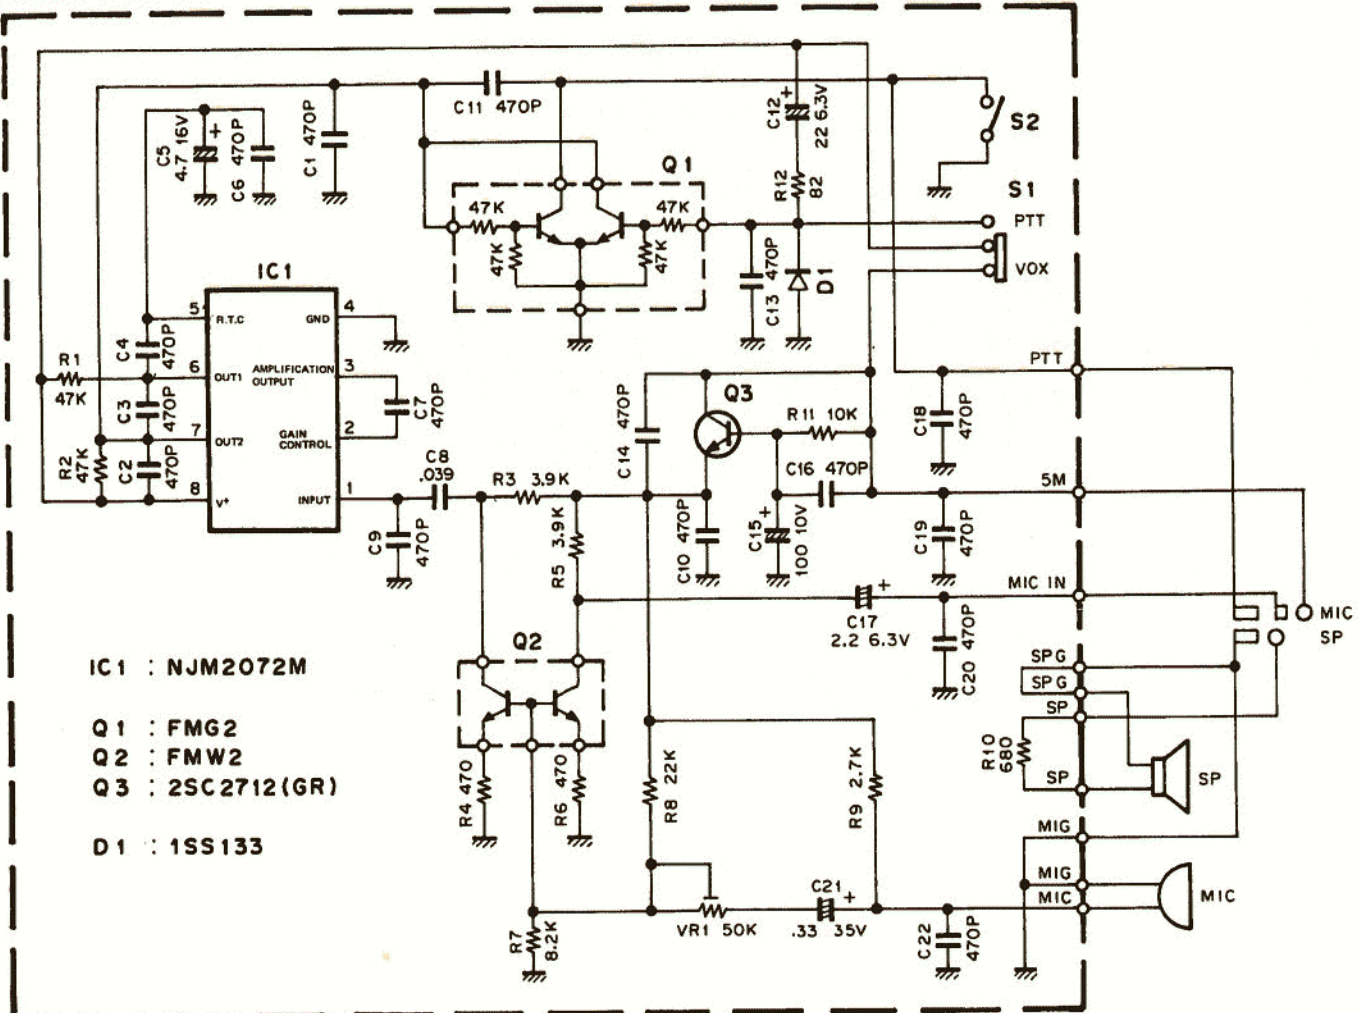 C11 470P
C12 + 22 6.3V
S2
C5 4.7 16V +
C6 470P
C1 470P
Q1
R12 82
S1
47K
47K
PTT
47K
47K
C13 470P
D1
VOX
IC1
5
R.T.C
GND
4
C4 470P
PTT
R1
47K
6
OUT1
AMPLIFICATION
OUTPUT
3
C7 470P
C14 470P
Q3
R11 10K
C18 470P
C3 470P
7
OUT2
GAIN
CONTROL
2
R2 47K
C2 470P
C8
.039
C16 470P
8
V+
INPUT
1
R3 3.9K
5M
C9 470P
R5 3.9K
C10 470P
C15 + 100 10V
C19 470P
MIC IN
+
C17
2.2 6.3V
MIC
SP
C20 470P
Q2
IC1 : NJM2072M
SPG
SPG
SP
Q1 : FMG2
Q2 : FMW2
Q3 : 2SC2712(GR)
R4 470
R6 470
R8 22K
R9 2.7K
R10 680
SP
SP
D1 : 1SS133
MIG
MIG
MIC
MIC
C21 +
VR1 50K
.33 35V
R7 8.2K
C22 470P